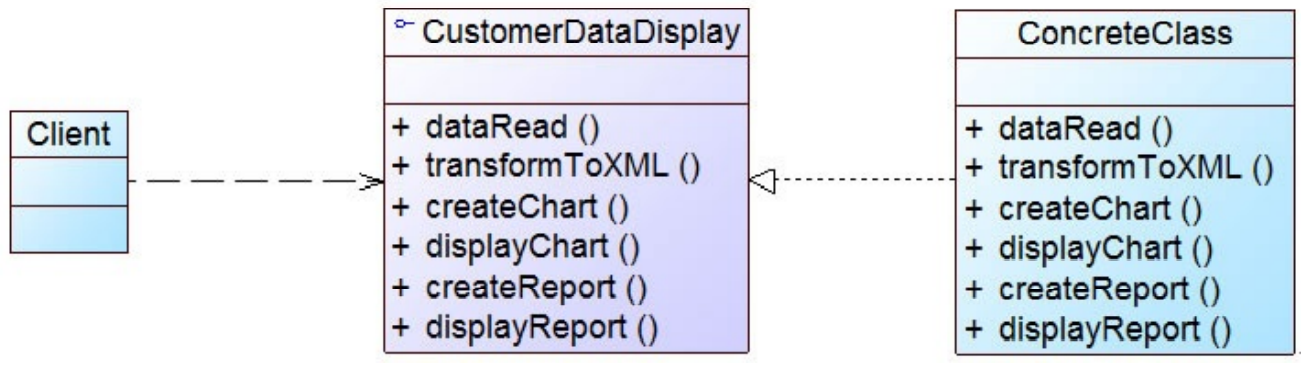 Client
CustomerDataDisplay
+ dataRead ()
+ transformToXML ()
+ createChart ()
+ displayChart ()
+ createReport ()
+ displayReport ()
ConcreteClass
+ dataRead ()
+ transformToXML ()
+ createChart ()
+ displayChart ()
+ createReport ()
+ displayReport ()